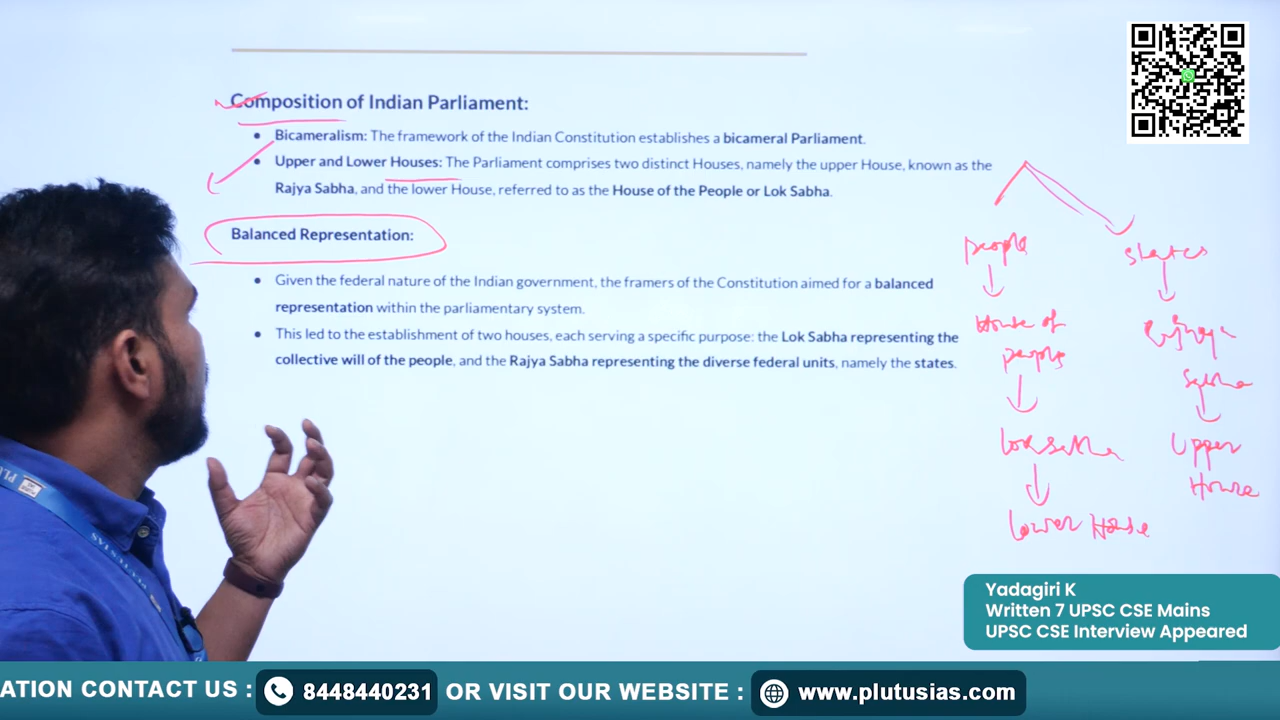 Composition of Indian Parliament:
• Bicameralism: The framework of the Indian Constitution establishes a bicameral Parliament.
• Upper and Lower Houses: The Parliament comprises two distinct Houses, namely the upper House, known as the
Rajya Sabha, and the lower House, referred to as the House of the People or Lok Sabha.
Balanced Representation:
• Given the federal nature of the Indian government, the framers of the Constitution aimed for a balanced
representation within the parliamentary system.
• This led to the establishment of two houses, each serving a specific purpose: the Lok Sabha representing the
collective will of the people, and the Rajya Sabha representing the diverse federal units, namely the states.
people
House of
people
Loksabha
Lower House
states
Sabha
Upper
House
Yadagiri K
Written 7 UPSC CSE Mains
UPSC CSE Interview Appeared
ATION CONTACT US : 8448440231 OR VISIT OUR WEBSITE : www.plutusias.com